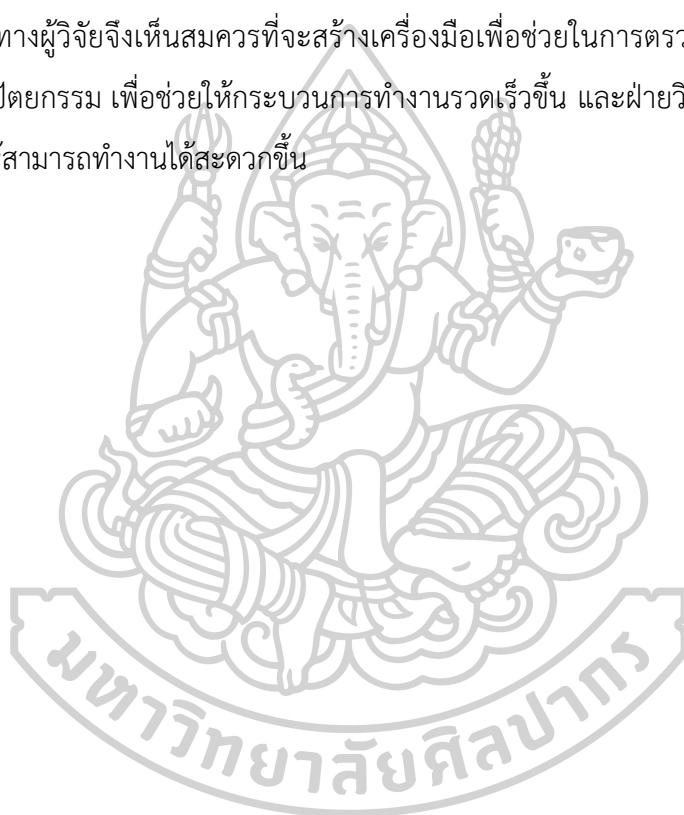 ทางผู้วิจัยจึงเห็นสมควรที่จะสร้างเครื่องมือเพื่อช่วยในการตรว
ปัตยกรรม เพื่อช่วยให้กระบวนการทำงานรวดเร็วขึ้น และฝ่ายวิ
สามารถทำงานได้สะดวกขึ้น
มหาวิทยาลัยศิลปากร